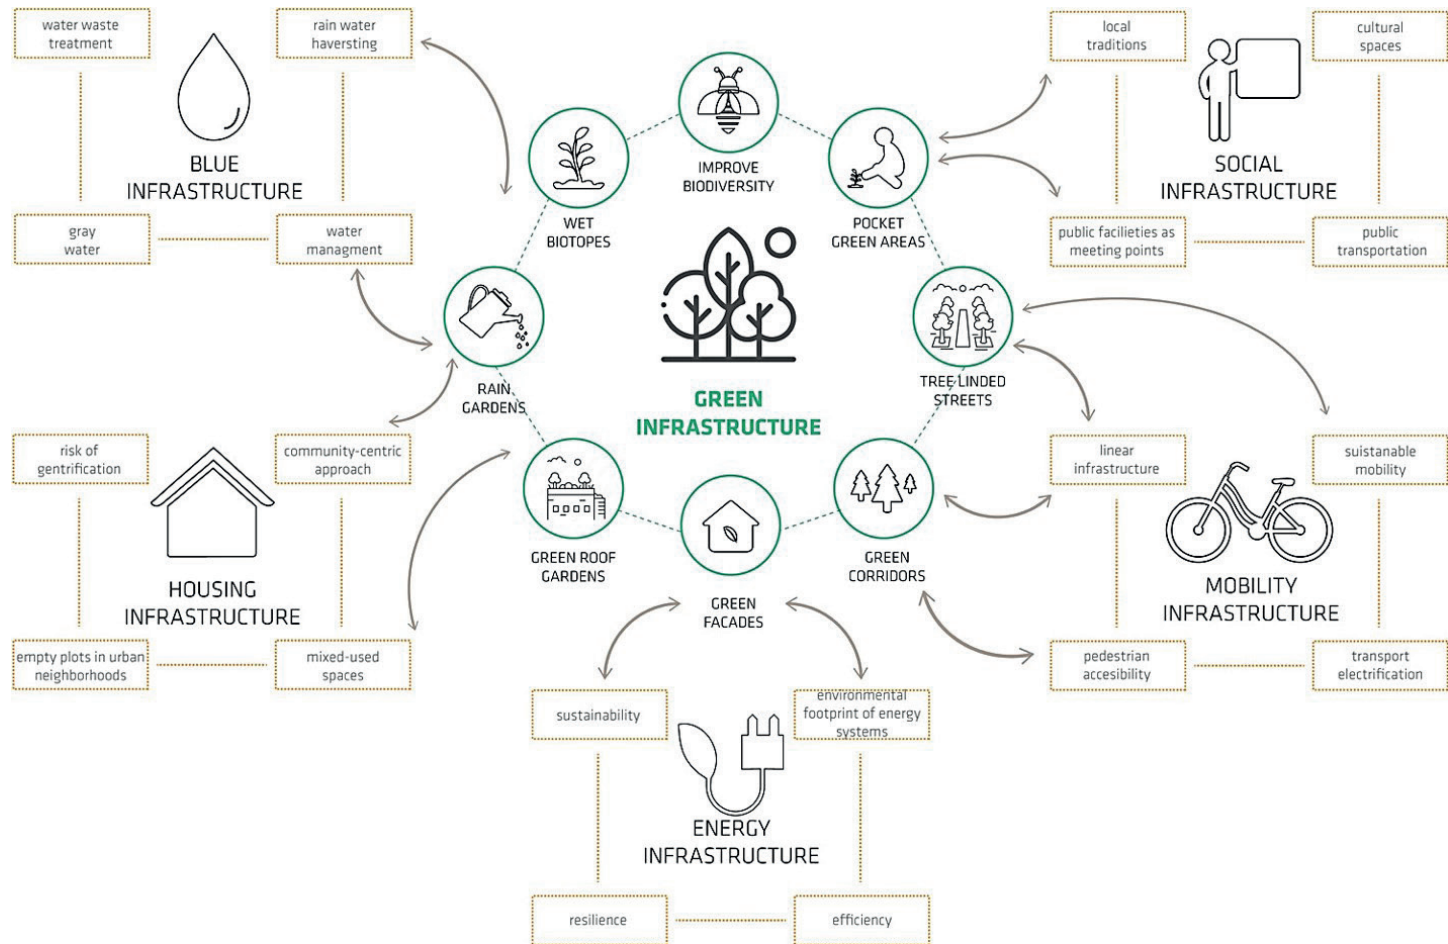 water waste
treatment
rain water
haversting
BLUE
INFRASTRUCTURE
gray
water
water
managment
local
traditions
cultural
spaces
SOCIAL
INFRASTRUCTURE
public facilieties as
meeting points
public
transportation
IMPROVE
BIODIVERSITY
WET
BIOTOPES
POCKET
GREEN AREAS
RAIN
GARDENS
TREE LINDED
STREETS
GREEN
INFRASTRUCTURE
GREEN ROOF
GARDENS
GREEN
FACADES
GREEN
CORRIDORS
risk of
gentrification
community-centric
approach
HOUSING
INFRASTRUCTURE
empty plots in urban
neighborhoods
mixed-used
spaces
linear
infrastructure
suistanable
mobility
MOBILITY
INFRASTRUCTURE
pedestrian
accesibility
transport
electrification
sustainability
environmental
footprint of energy
systems
ENERGY
INFRASTRUCTURE
resilience
efficiency